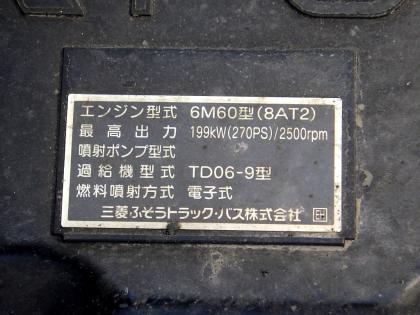 エンジン型式 6M60型(8AT2)
最高出力 199kW(270PS)/2500rpm
噴射ポンプ型式
過給機型式 TD06-9型
燃料噴射方式 電子式
三菱ふそうトラック・バス株式会社